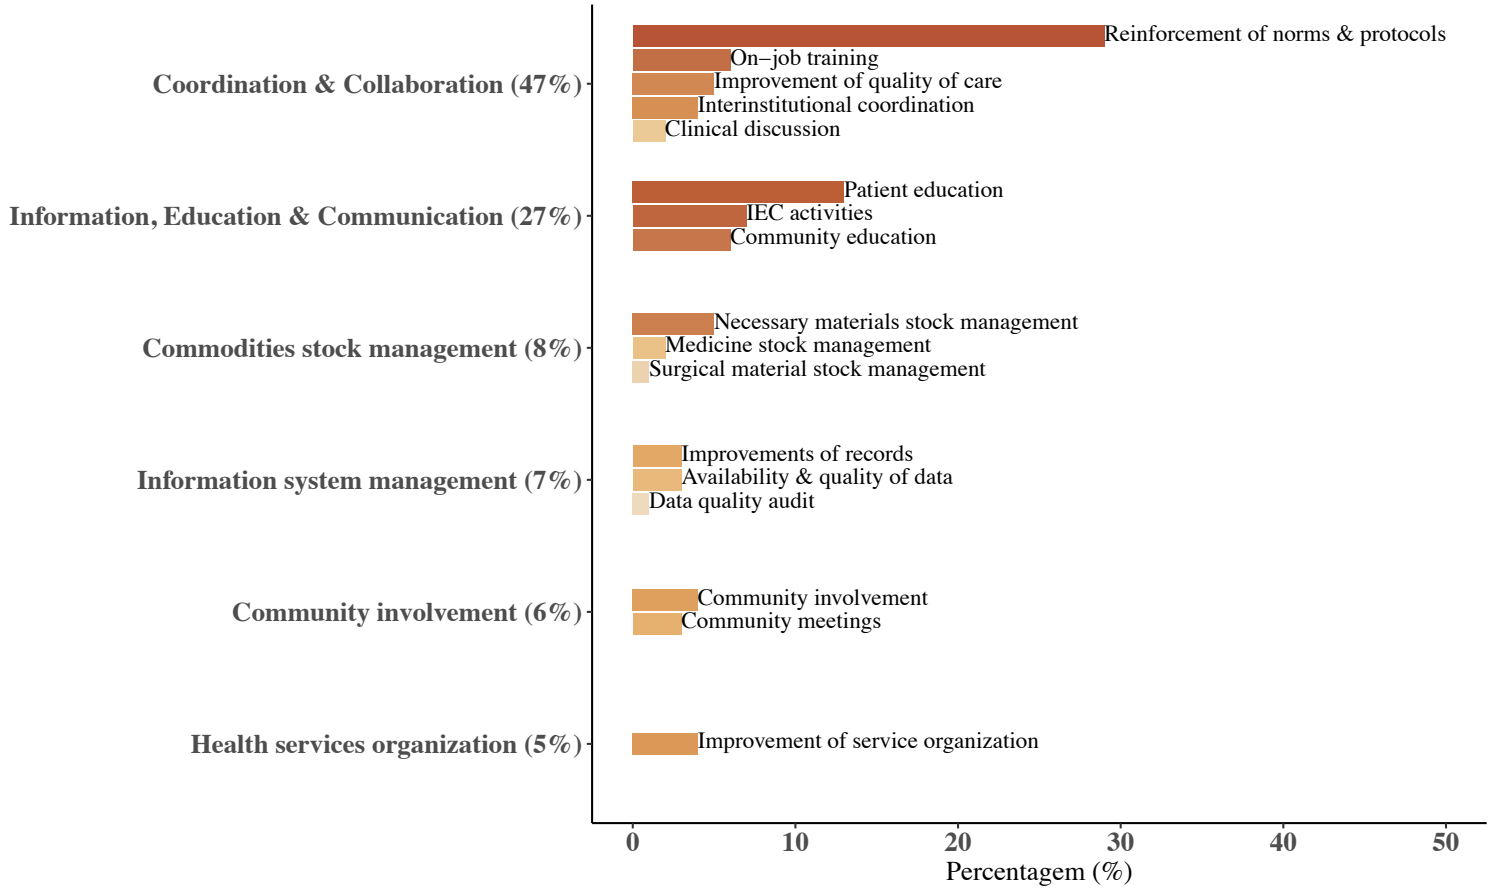 Reinforcement of norms & protocols
On−job training
Coordination & Collaboration (47%)
Improvement of quality of care
Interinstitutional coordination
Clinical discussion
Patient education
Information, Education & Communication (27%)
IEC activities
Community education
Necessary materials stock management
Commodities stock management (8%)
Medicine stock management
Surgical material stock management
Improvements of records
Information system management (7%)
Availability & quality of data
Data quality audit
Community involvement (6%)
Community involvement
Community meetings
Health services organization (5%)
Improvement of service organization
0 10 20 30 40 50
Percentagem (%)